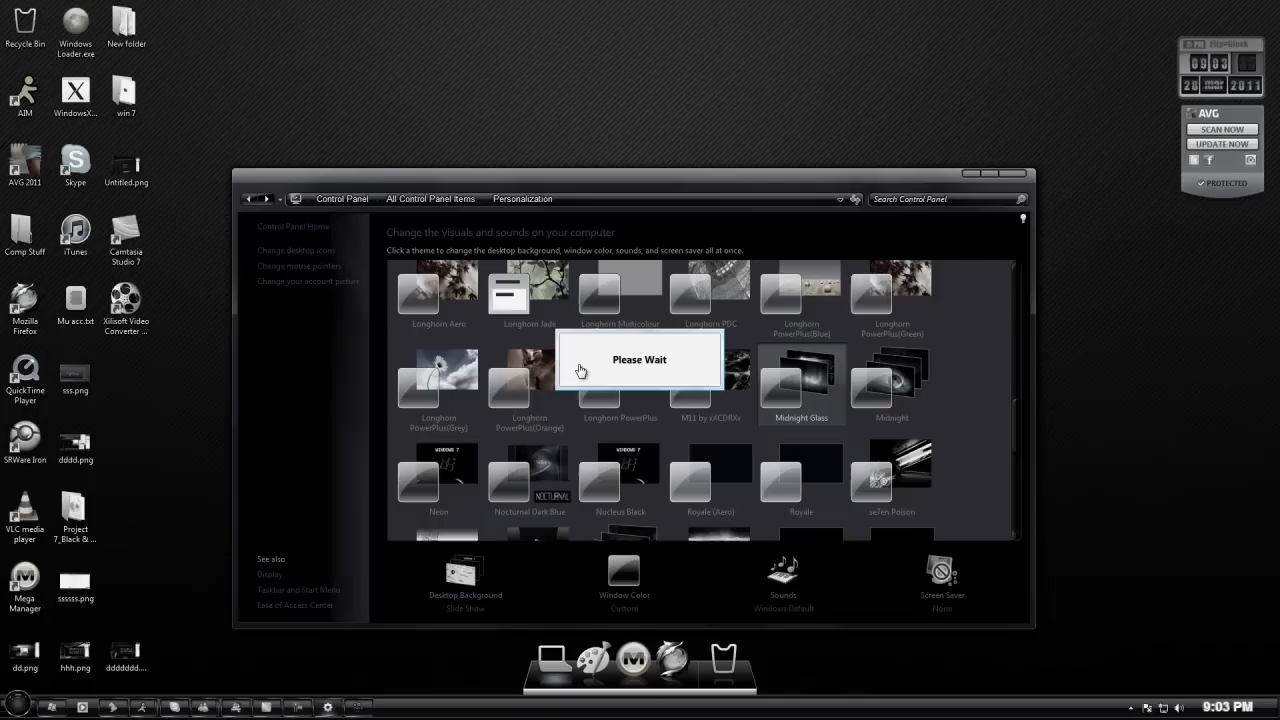 Recycle Bin
Windows
Loader.exe
New folder
AIM
WindowsX...
win 7
AVG 2011
Skype
Untitled.png
Comp Stuff
iTunes
Camtasia
Studio 7
Mozilla
Firefox
Mu acc.txt
Xilisoft Video
Converter ...
QuickTime
Player
sss.png
SRWare Iron
dddd.png
VLC media
player
Project
7_Black & ...
Mega
Manager
ssssss.png
dd.png
hhh.png
ddddddd....
09 03
28 mar 2011
AVG
SCAN NOW
UPDATE NOW
PROTECTED
Control Panel
All Control Panel Items
Personalization
Search Control Panel
Control Panel Home
Change desktop icons
Change mouse pointers
Change your account picture
See also
Display
Taskbar and Start Menu
Ease of Access Center
Change the visuals and sounds on your computer
Click a theme to change the desktop background, window color, sounds, and screen saver all at once.
Longhorn Aero
Longhorn Jade
Longhorn Multicolour
Longhorn PDC
Longhorn
PowerPlus(Blue)
Longhorn
PowerPlus(Green)
Please Wait
Longhorn
PowerPlus(Grey)
Longhorn
PowerPlus(Orange)
Longhorn PowerPlus
M11 by xXCDRXx
Midnight Glass
Midnight
WINDOWS 7
NOCTURNAL
WINDOWS 7
Neon
Nocturnal Dark Blue
Nucleus Black
Royale (Aero)
Royale
se7en Poison
Desktop Background
Slide Show
Window Color
Custom
Sounds
Windows Default
Screen Saver
None
9:03 PM